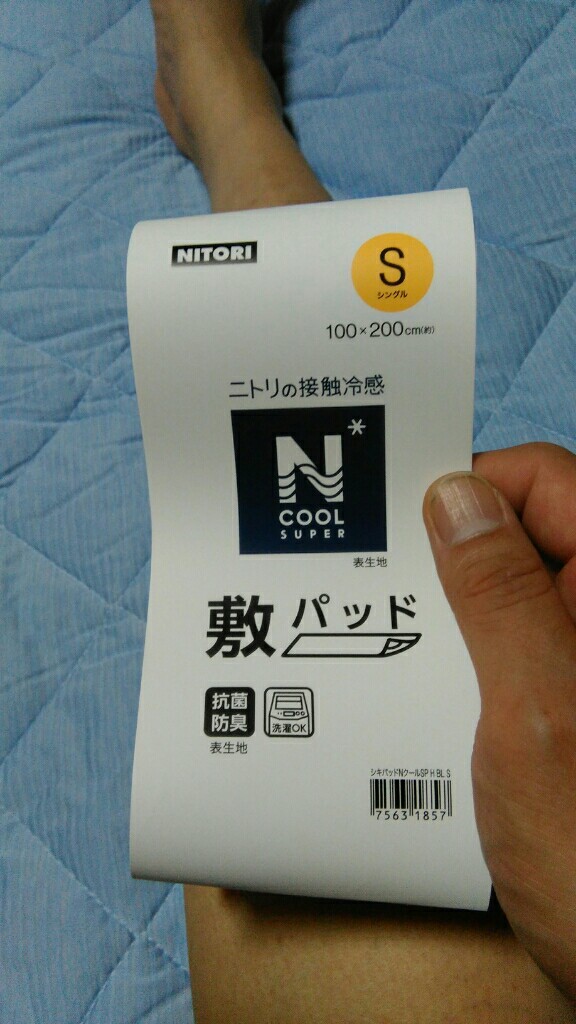 NITORI
S
シングル
100×200cm(約)
ニトリの接触冷感
N*
COOL
SUPER
表生地
敷パッド
抗菌
防臭
洗濯OK
表生地
シキパッドNクールSP H BL S
7563 1857